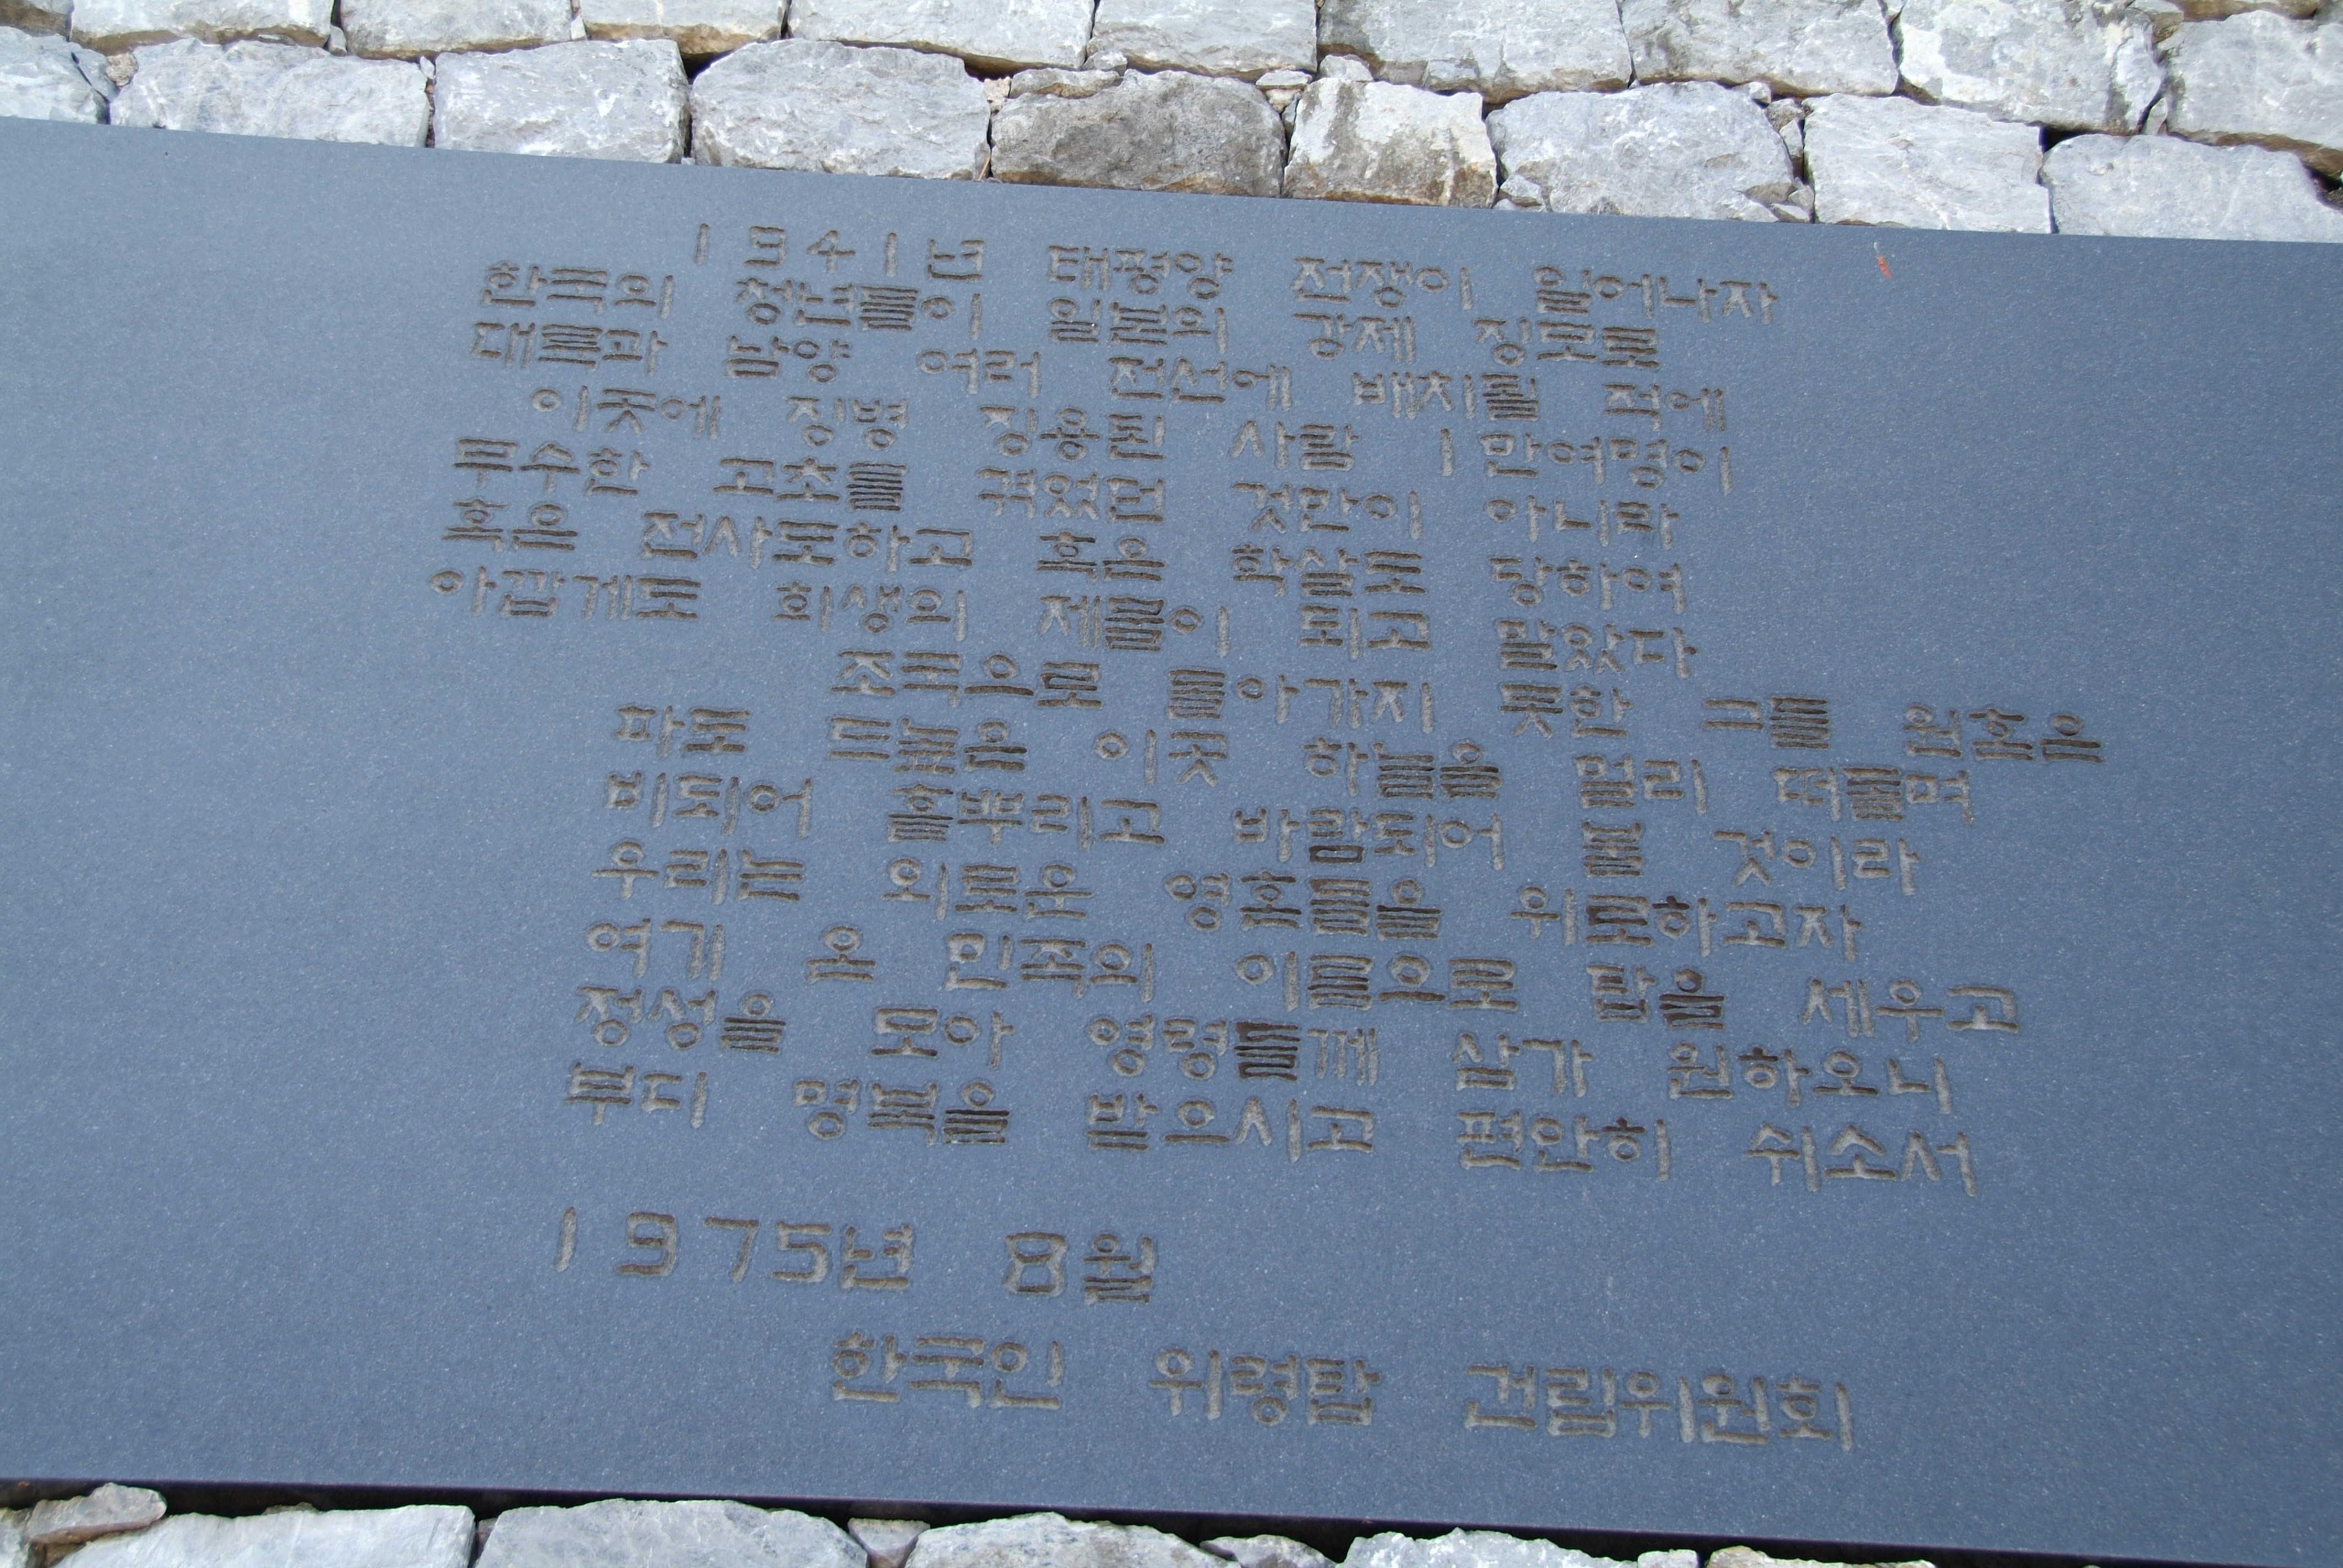 1941년 태평양 전쟁이 일어나자
한국의 청년들이 일본의 강제 징모로
대륙과 남양 여러 전선에 배치될 적에
이곳에 징병 징용된 사람 1만여명이
무수한 고초를 겪었던 것만이 아니라
혹은 전사도하고 혹은 학살도 당하여
아깝게도 희생의 제물이 되고 말았다
조국으로 돌아가지 못한 그들 원혼은
파도 드높은 이곳 하늘을 멀리 떠돌며
비되어 흩뿌리고 바람되어 불 것이라
우리는 외로운 영혼들을 위로하고자
여기 온 민족의 이름으로 탑을 세우고
정성을 모아 영령들께 삼가 원하오니
부디 명복을 받으시고 편안히 쉬소서
1975년 8월
한국인 위령탑 건립위원회